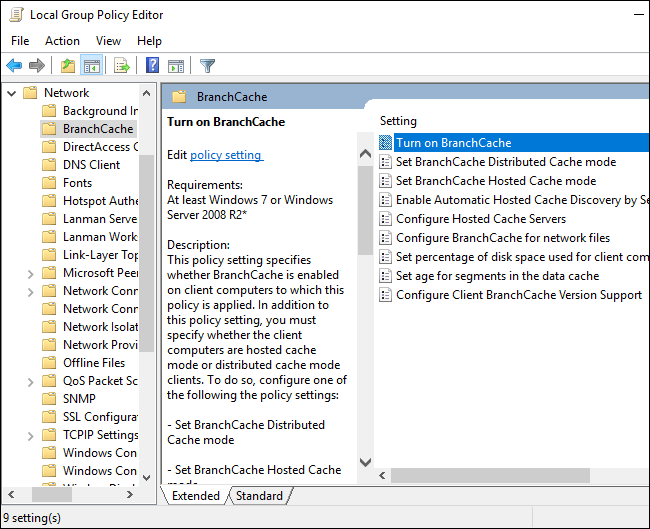 Local Group Policy Editor
File Action View Help
Network
Background In
BranchCache
DirectAccess C
DNS Client
Fonts
Hotspot Authe
Lanman Serve
Lanman Work
Link-Layer Top
Microsoft Peer
Network Conn
Network Conn
Network Isolat
Network Provi
Offline Files
QoS Packet Sc
SNMP
SSL Configurat
TCPIP Settings
Windows Con
Windows Con
BranchCache
Turn on BranchCache
Edit policy setting
Requirements:
At least Windows 7 or Windows
Server 2008 R2*
Description:
This policy setting specifies
whether BranchCache is enabled
on client computers to which this
policy is applied. In addition to
this policy setting, you must
specify whether the client
computers are hosted cache
mode or distributed cache mode
clients. To do so, configure one of
the following the policy settings:
- Set BranchCache Distributed
Cache mode
- Set BranchCache Hosted Cache
mode
Setting
Turn on BranchCache
Set BranchCache Distributed Cache mode
Set BranchCache Hosted Cache mode
Enable Automatic Hosted Cache Discovery by Se
Configure Hosted Cache Servers
Configure BranchCache for network files
Set percentage of disk space used for client com
Set age for segments in the data cache
Configure Client BranchCache Version Support
Extended Standard
9 setting(s)